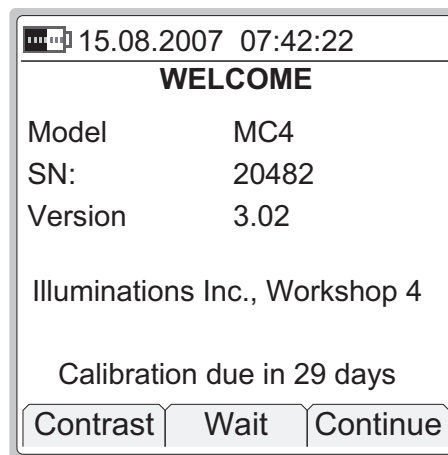 15.08.2007 07:42:22
WELCOME
Model MC4
SN: 20482
Version 3.02
Illuminations Inc., Workshop 4
Calibration due in 29 days
Contrast Wait Continue